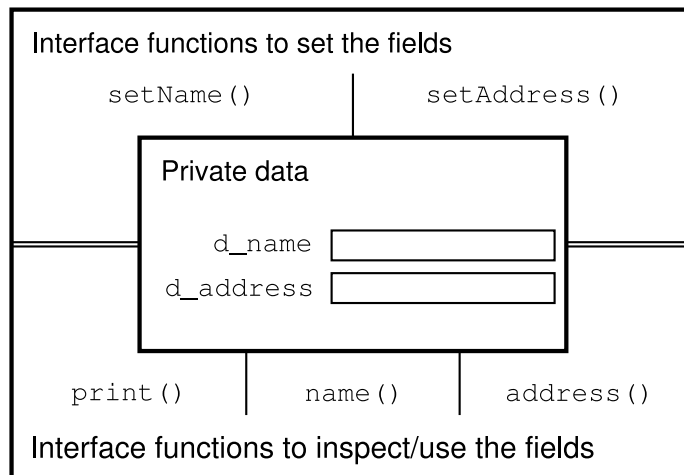 Interface functions to set the fields
setName() setAddress()
Private data
d_name
d_address
print() name() address()
Interface functions to inspect/use the fields